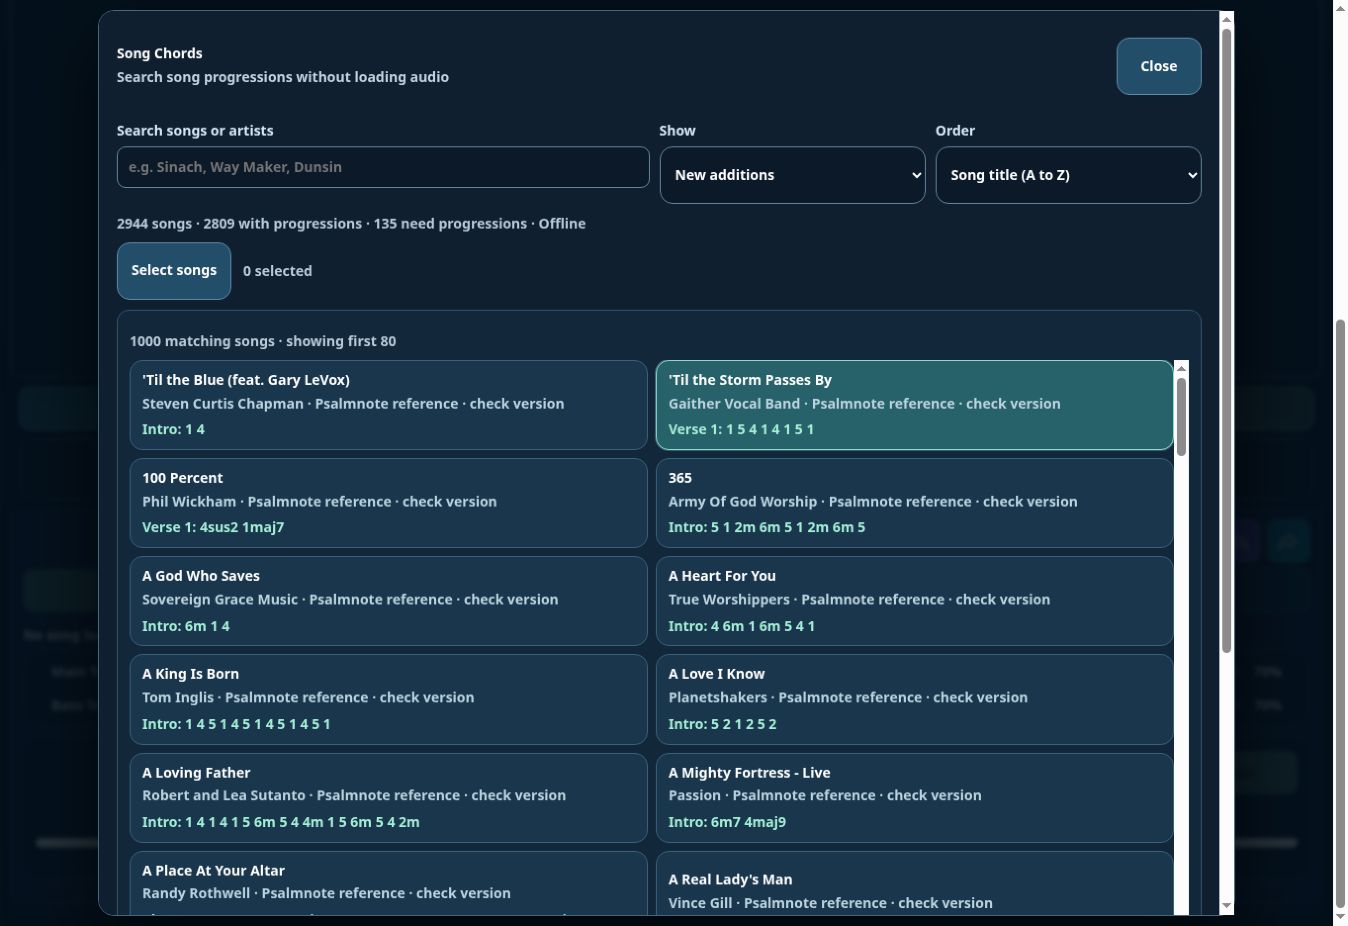 Song Chords
Search song progressions without loading audio
Close
Search songs or artists
Show
Order
e.g. Sinach, Way Maker, Dunsin
New additions
Song title (A to Z)
2944 songs · 2809 with progressions · 135 need progressions · Offline
Select songs
0 selected
1000 matching songs · showing first 80
'Til the Blue (feat. Gary LeVox)
Steven Curtis Chapman · Psalmnote reference · check version
Intro: 1 4
'Til the Storm Passes By
Gaither Vocal Band · Psalmnote reference · check version
Verse 1: 1 5 4 1 4 1 5 1
100 Percent
Phil Wickham · Psalmnote reference · check version
Verse 1: 4sus2 1maj7
365
Army Of God Worship · Psalmnote reference · check version
Intro: 5 1 2m 6m 5 1 2m 6m 5
A God Who Saves
Sovereign Grace Music · Psalmnote reference · check version
Intro: 6m 1 4
A Heart For You
True Worshippers · Psalmnote reference · check version
Intro: 4 6m 1 6m 5 4 1
A King Is Born
Tom Inglis · Psalmnote reference · check version
Intro: 1 4 5 1 4 5 1 4 5 1 4 5 1
A Love I Know
Planetshakers · Psalmnote reference · check version
Intro: 5 2 1 2 5 2
A Loving Father
Robert and Lea Sutanto · Psalmnote reference · check version
Intro: 1 4 1 4 1 5 6m 5 4 4m 1 5 6m 5 4 2m
A Mighty Fortress - Live
Passion · Psalmnote reference · check version
Intro: 6m7 4maj9
A Place At Your Altar
Randy Rothwell · Psalmnote reference · check version
A Real Lady's Man
Vince Gill · Psalmnote reference · check version
70%
70%